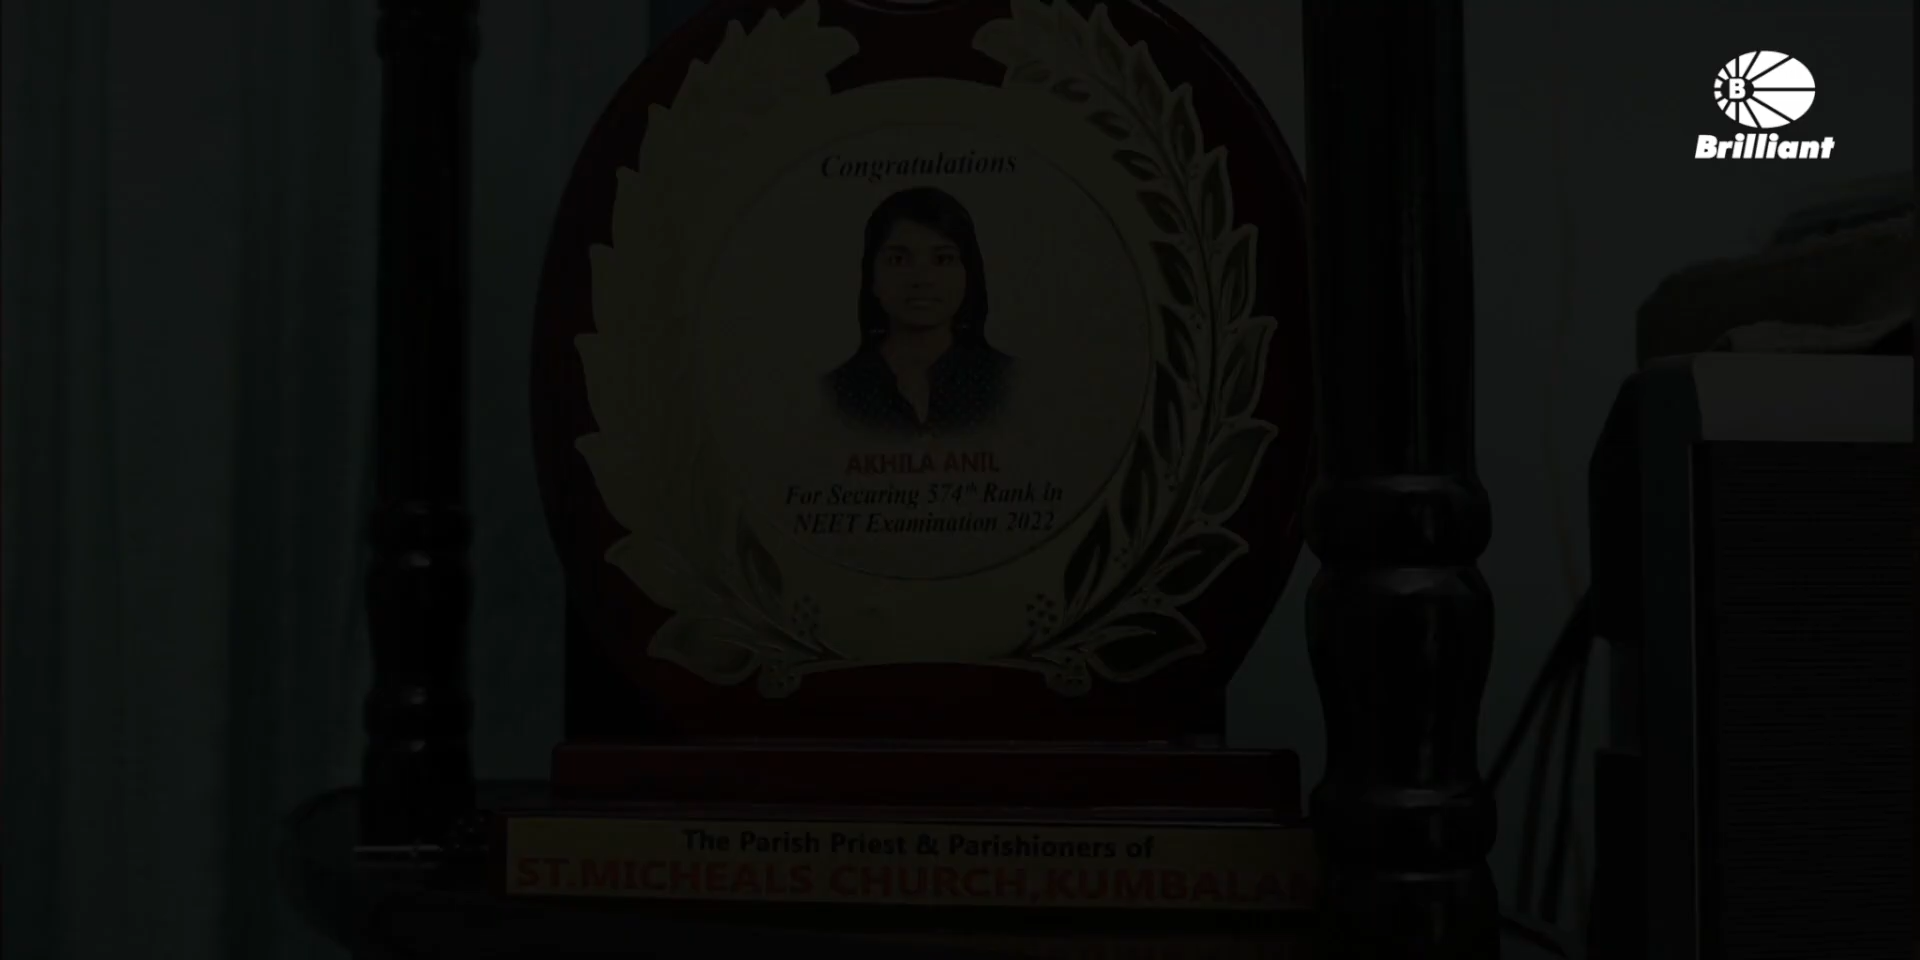 B
Brilliant
Congratulations
AKHILA ANIL
For Securing 574th Rank in
NEET Examination 2022
The Parish Priest & Parishioners of
ST.MICHEALS CHURCH,KUMBALAM